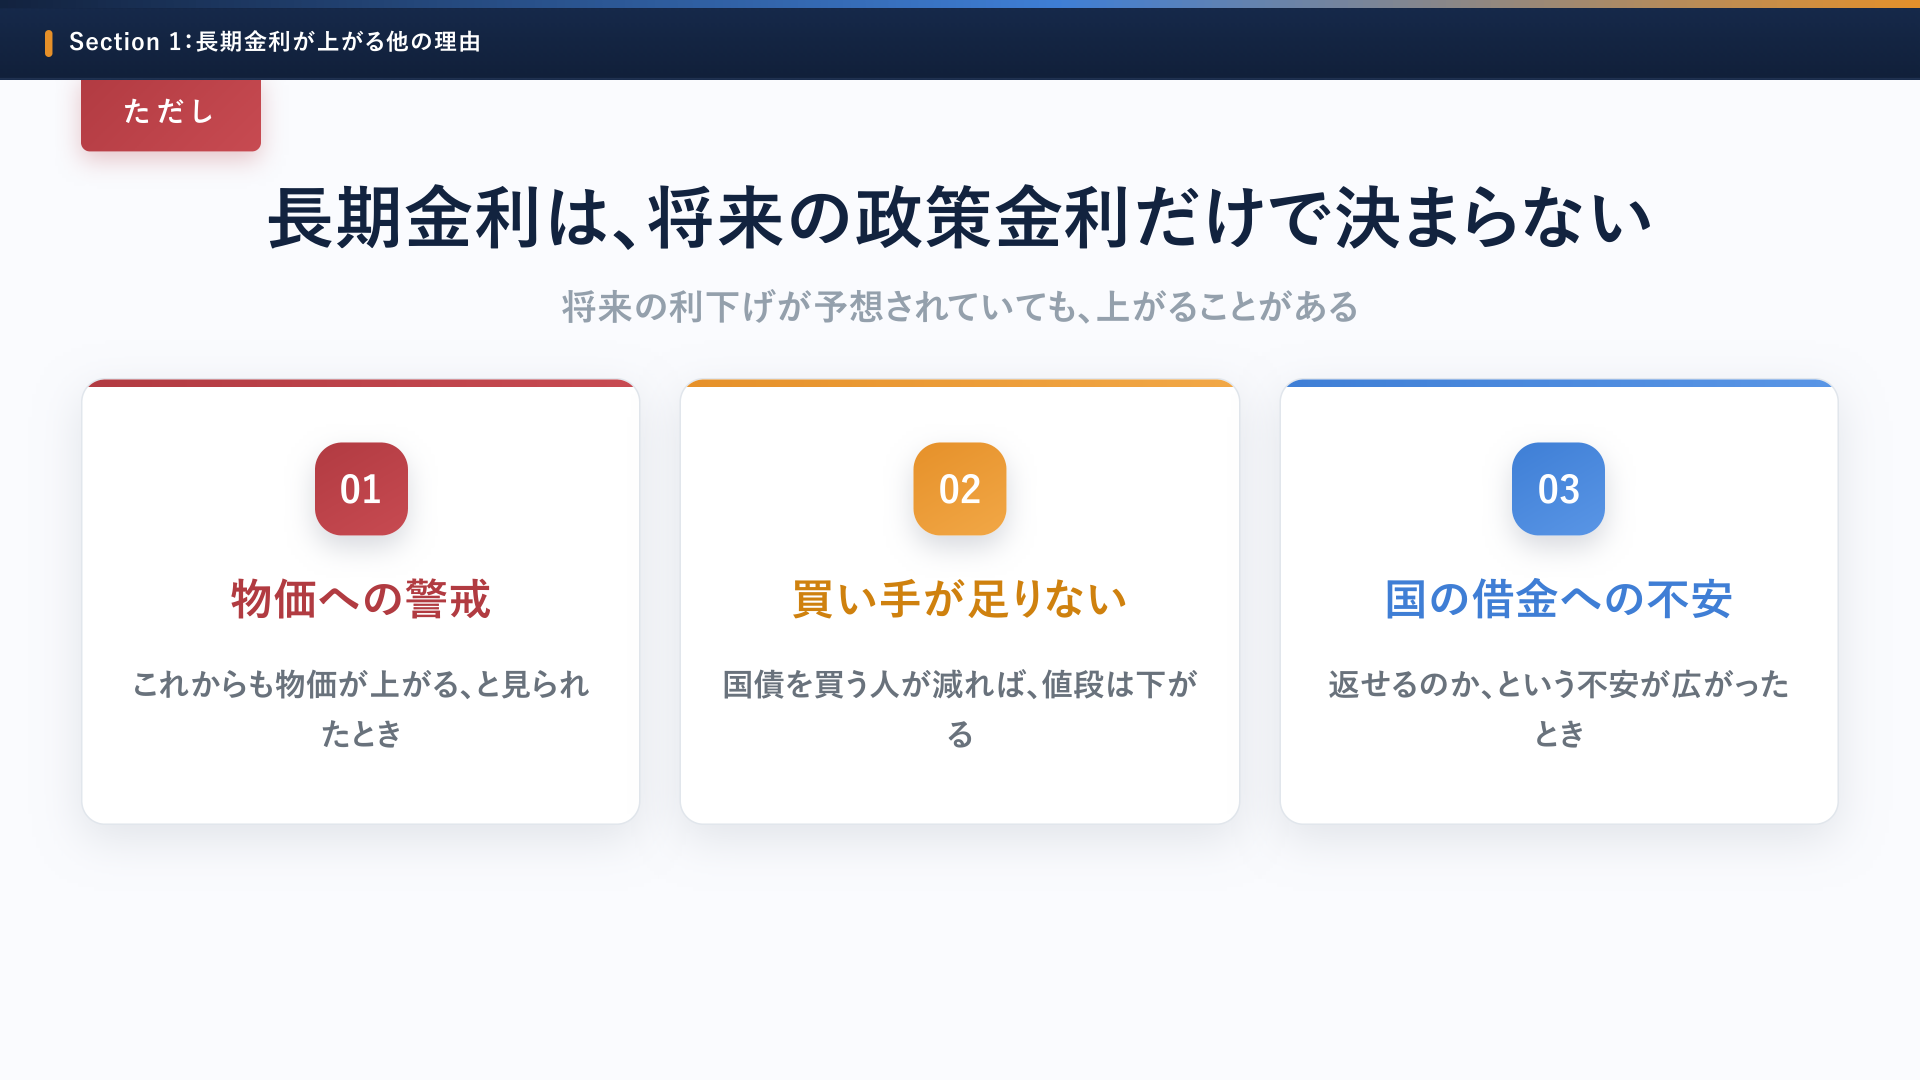 Section 1：長期金利が上がる他の理由
ただし
長期金利は、将来の政策金利だけで決まらない
将来の利下げが予想されていても、上がることがある
01
物価への警戒
これからも物価が上がる、と見られ
たとき
02
買い手が足りない
国債を買う人が減れば、値段は下が
る
03
国の借金への不安
返せるのか、という不安が広がった
とき